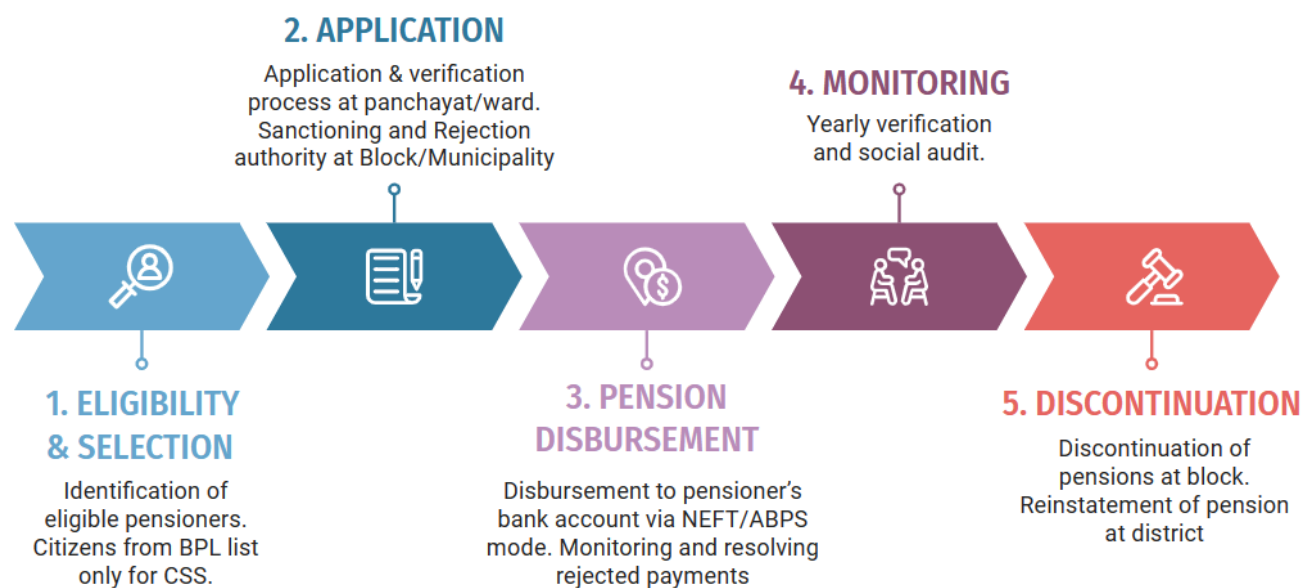 1. ELIGIBILITY
& SELECTION
Identification of
eligible pensioners.
Citizens from BPL list
only for CSS.
2. APPLICATION
Application & verification
process at panchayat/ward.
Sanctioning and Rejection
authority at Block/Municipality
3. PENSION
DISBURSEMENT
Disbursement to pensioner’s
bank account via NEFT/ABPS
mode. Monitoring and resolving
rejected payments
4. MONITORING
Yearly verification
and social audit.
5. DISCONTINUATION
Discontinuation of
pensions at block.
Reinstatement of pension
at district
$